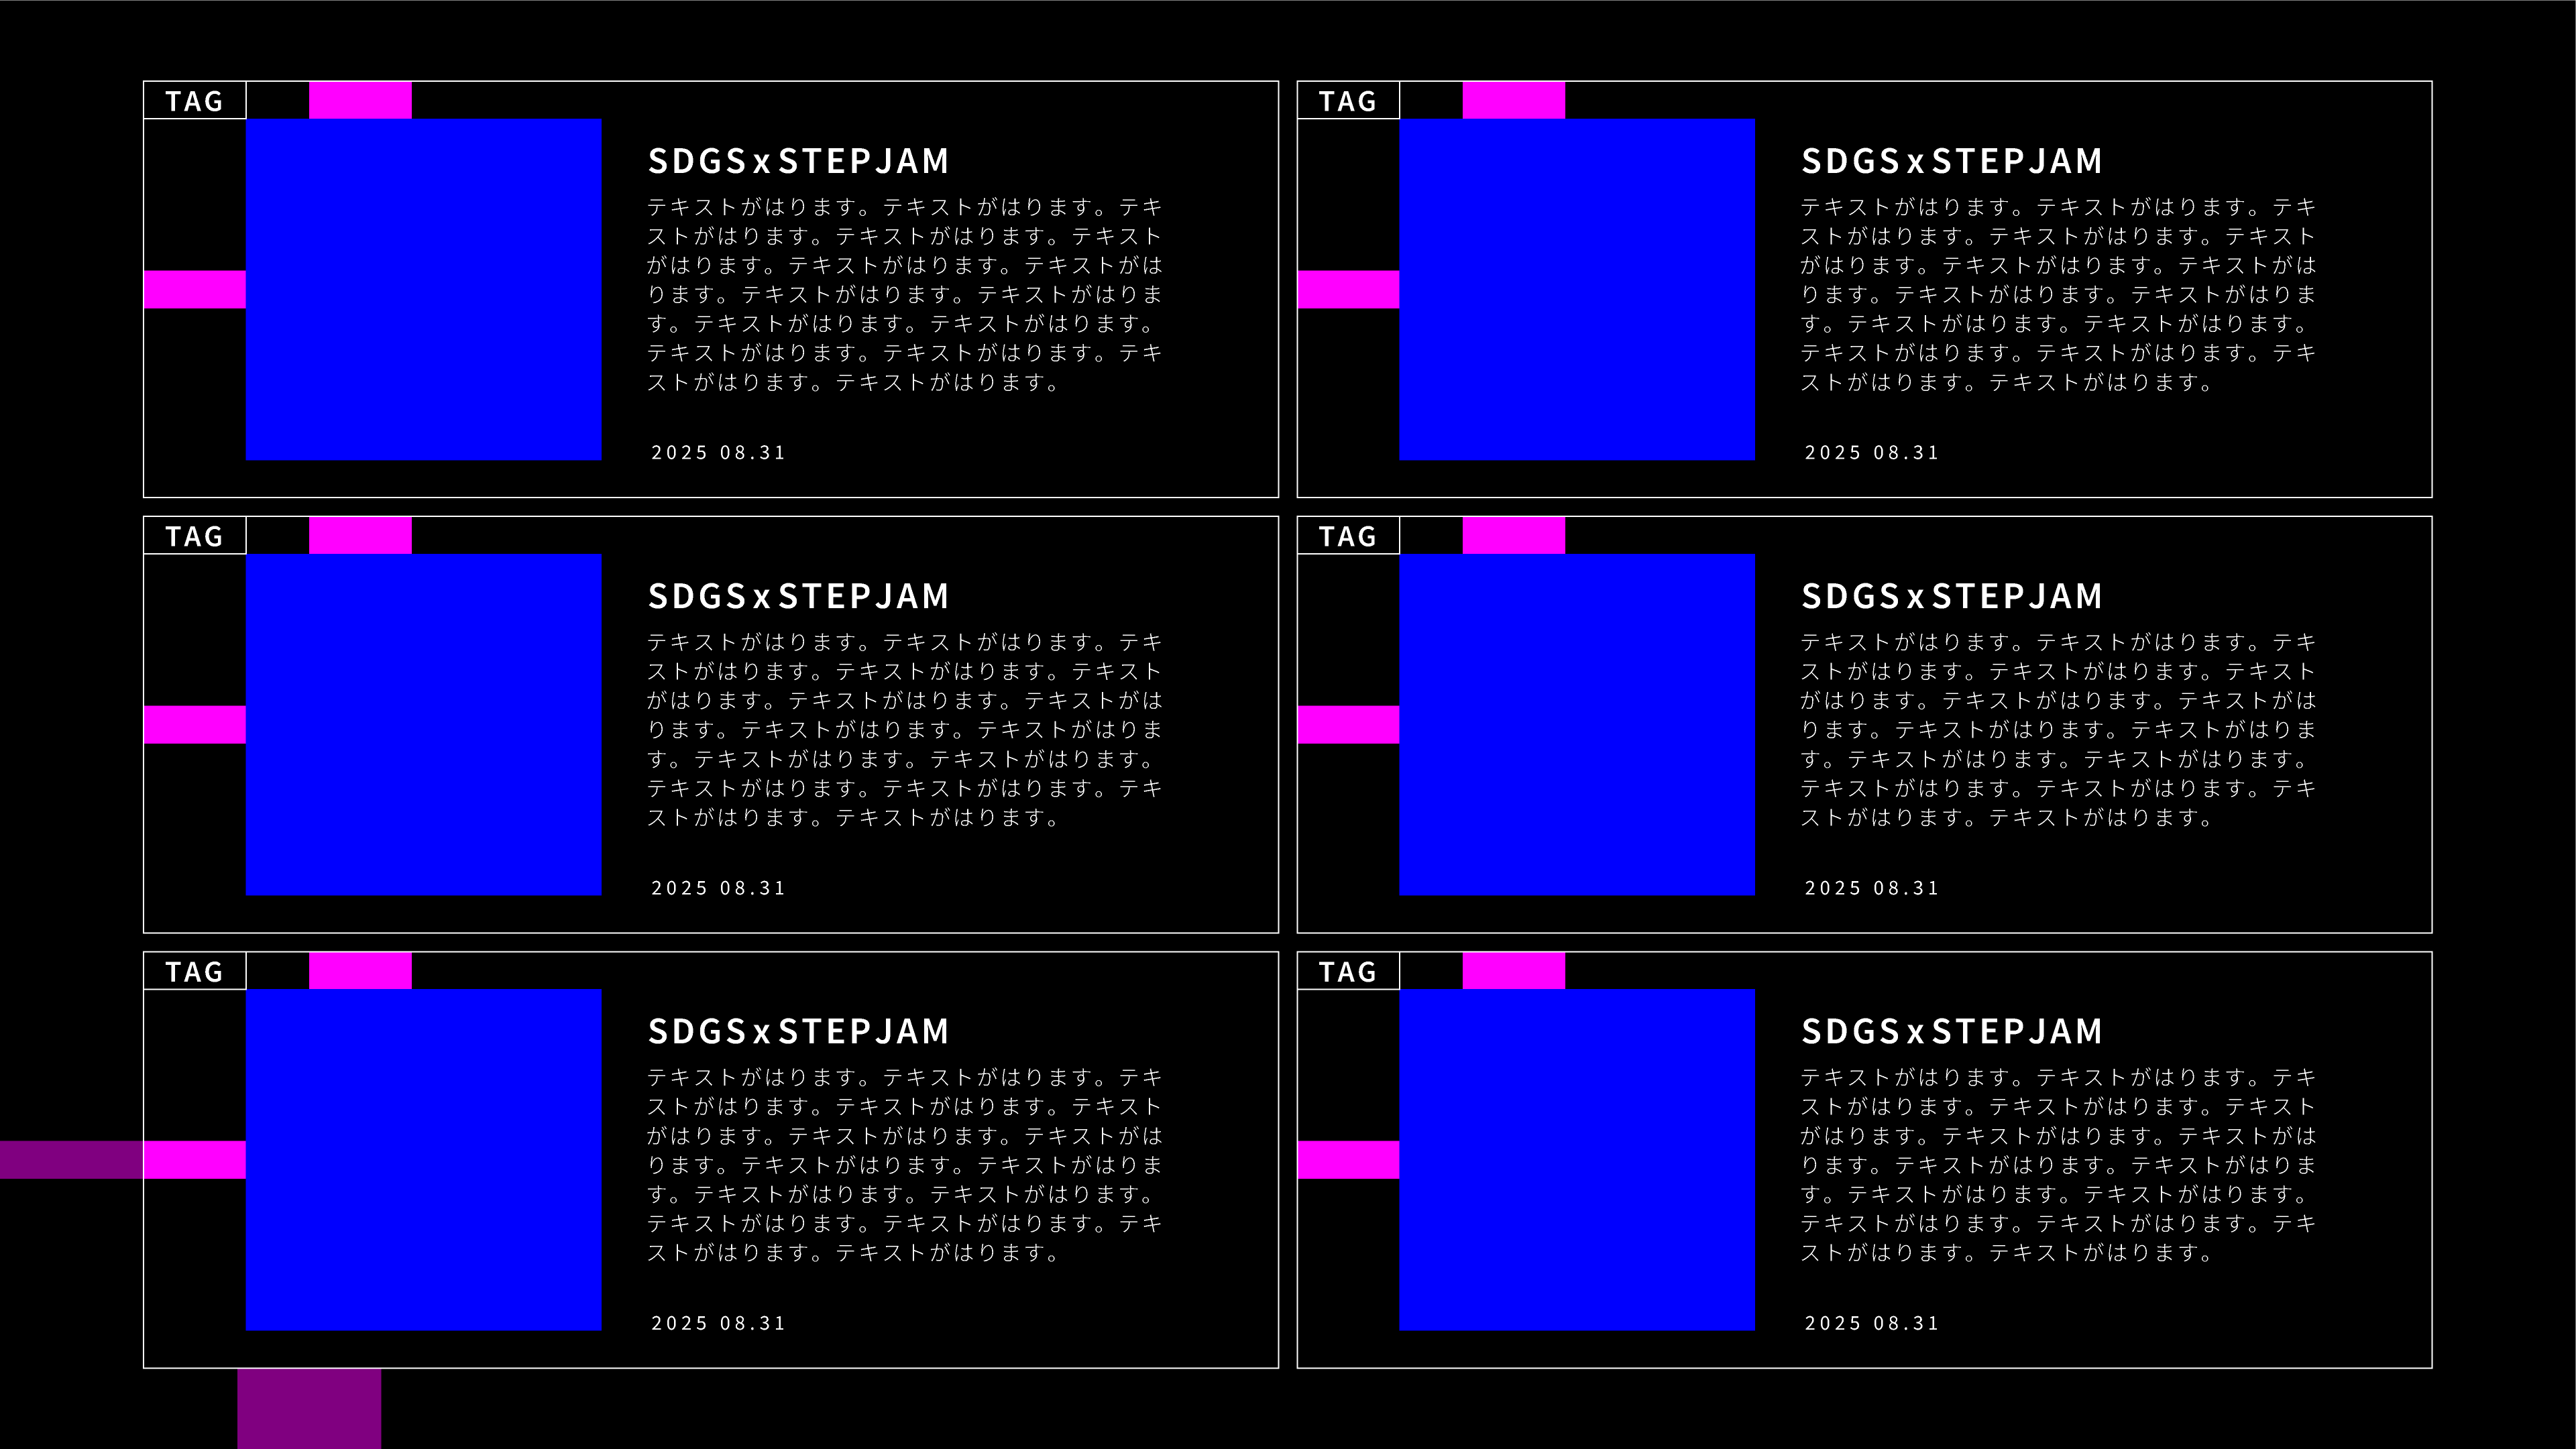 TAG
SDGSxSTEPJAM
テキストがはります。テキストがはります。テキ
ストがはります。テキストがはります。テキスト
がはります。テキストがはります。テキストがは
ります。テキストがはります。テキストがはりま
す。テキストがはります。テキストがはります。
テキストがはります。テキストがはります。テキ
ストがはります。テキストがはります。
2025 08.31
TAG
SDGSxSTEPJAM
テキストがはります。テキストがはります。テキ
ストがはります。テキストがはります。テキスト
がはります。テキストがはります。テキストがは
ります。テキストがはります。テキストがはりま
す。テキストがはります。テキストがはります。
テキストがはります。テキストがはります。テキ
ストがはります。テキストがはります。
2025 08.31
TAG
SDGSxSTEPJAM
テキストがはります。テキストがはります。テキ
ストがはります。テキストがはります。テキスト
がはります。テキストがはります。テキストがは
ります。テキストがはります。テキストがはりま
す。テキストがはります。テキストがはります。
テキストがはります。テキストがはります。テキ
ストがはります。テキストがはります。
2025 08.31
TAG
SDGSxSTEPJAM
テキストがはります。テキストがはります。テキ
ストがはります。テキストがはります。テキスト
がはります。テキストがはります。テキストがは
ります。テキストがはります。テキストがはりま
す。テキストがはります。テキストがはります。
テキストがはります。テキストがはります。テキ
ストがはります。テキストがはります。
2025 08.31
TAG
SDGSxSTEPJAM
テキストがはります。テキストがはります。テキ
ストがはります。テキストがはります。テキスト
がはります。テキストがはります。テキストがは
ります。テキストがはります。テキストがはりま
す。テキストがはります。テキストがはります。
テキストがはります。テキストがはります。テキ
ストがはります。テキストがはります。
2025 08.31
TAG
SDGSxSTEPJAM
テキストがはります。テキストがはります。テキ
ストがはります。テキストがはります。テキスト
がはります。テキストがはります。テキストがは
ります。テキストがはります。テキストがはりま
す。テキストがはります。テキストがはります。
テキストがはります。テキストがはります。テキ
ストがはります。テキストがはります。
2025 08.31